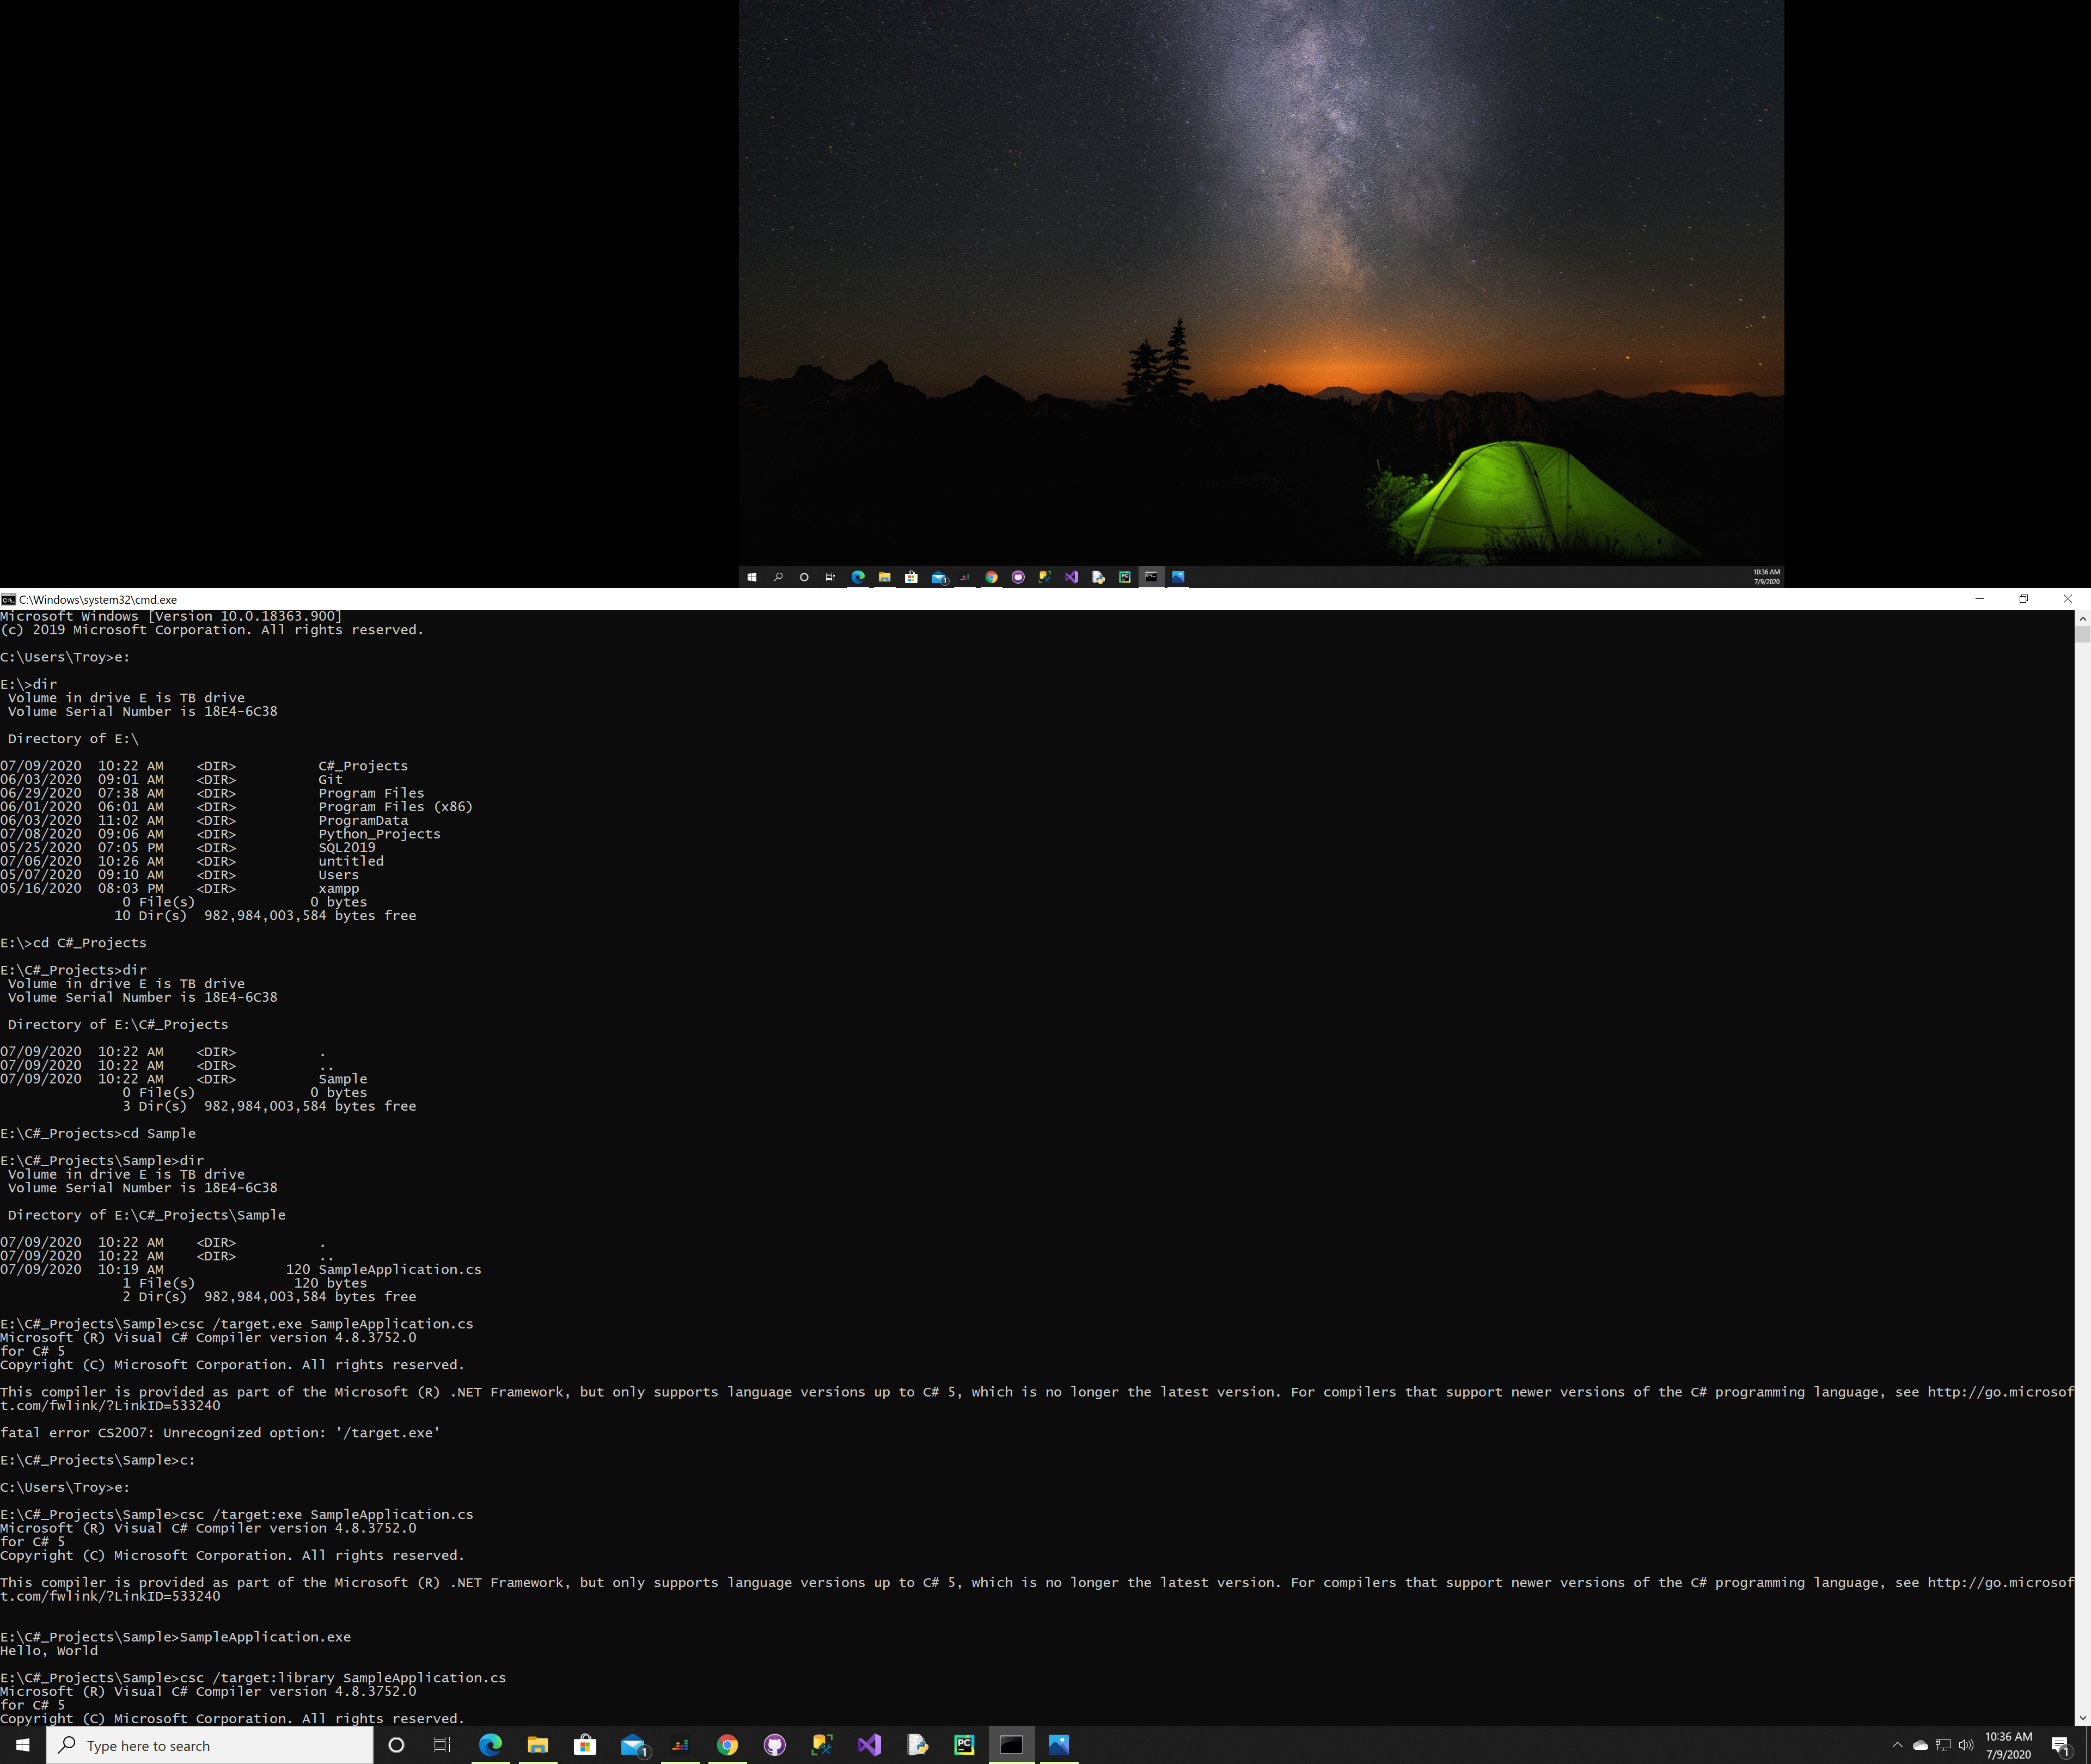 10:36 AM
7/9/2020
C:\Windows\system32\cmd.exe
Microsoft Windows [Version 10.0.18363.900]
(c) 2019 Microsoft Corporation. All rights reserved.
C:\Users\Troy>e:
E:\>dir
Volume in drive E is TB drive
Volume Serial Number is 18E4-6C38
Directory of E:\
07/09/2020  10:22 AM    <DIR>          C#_Projects
06/03/2020  09:01 AM    <DIR>          Git
06/29/2020  07:38 AM    <DIR>          Program Files
06/01/2020  06:01 AM    <DIR>          Program Files (x86)
06/03/2020  11:02 AM    <DIR>          ProgramData
07/08/2020  09:06 AM    <DIR>          Python_Projects
05/25/2020  07:05 PM    <DIR>          SQL2019
07/06/2020  10:26 AM    <DIR>          untitled
05/07/2020  09:10 AM    <DIR>          Users
05/16/2020  08:03 PM    <DIR>          xampp
0 File(s)              0 bytes
10 Dir(s)  982,984,003,584 bytes free
E:\>cd C#_Projects
E:\C#_Projects>dir
Volume in drive E is TB drive
Volume Serial Number is 18E4-6C38
Directory of E:\C#_Projects
07/09/2020  10:22 AM    <DIR>          .
07/09/2020  10:22 AM    <DIR>          ..
07/09/2020  10:22 AM    <DIR>          Sample
0 File(s)              0 bytes
3 Dir(s)  982,984,003,584 bytes free
E:\C#_Projects>cd Sample
E:\C#_Projects\Sample>dir
Volume in drive E is TB drive
Volume Serial Number is 18E4-6C38
Directory of E:\C#_Projects\Sample
07/09/2020  10:22 AM    <DIR>          .
07/09/2020  10:22 AM    <DIR>          ..
07/09/2020  10:19 AM               120 SampleApplication.cs
1 File(s)            120 bytes
2 Dir(s)  982,984,003,584 bytes free
E:\C#_Projects\Sample>csc /target.exe SampleApplication.cs
Microsoft (R) Visual C# Compiler version 4.8.3752.0
for C# 5
Copyright (C) Microsoft Corporation. All rights reserved.
This compiler is provided as part of the Microsoft (R) .NET Framework, but only supports language versions up to C# 5, which is no longer the latest version. For compilers that support newer versions of the C# programming language, see http://go.microsof
t.com/fwlink/?LinkID=533240
fatal error CS2007: Unrecognized option: '/target.exe'
E:\C#_Projects\Sample>c:
C:\Users\Troy>e:
E:\C#_Projects\Sample>csc /target:exe SampleApplication.cs
Microsoft (R) Visual C# Compiler version 4.8.3752.0
for C# 5
Copyright (C) Microsoft Corporation. All rights reserved.
This compiler is provided as part of the Microsoft (R) .NET Framework, but only supports language versions up to C# 5, which is no longer the latest version. For compilers that support newer versions of the C# programming language, see http://go.microsof
t.com/fwlink/?LinkID=533240
E:\C#_Projects\Sample>SampleApplication.exe
Hello, World
E:\C#_Projects\Sample>csc /target:library SampleApplication.cs
Microsoft (R) Visual C# Compiler version 4.8.3752.0
for C# 5
Copyright (C) Microsoft Corporation. All rights reserved.
Type here to search
1
PC
10:36 AM
7/9/2020
1